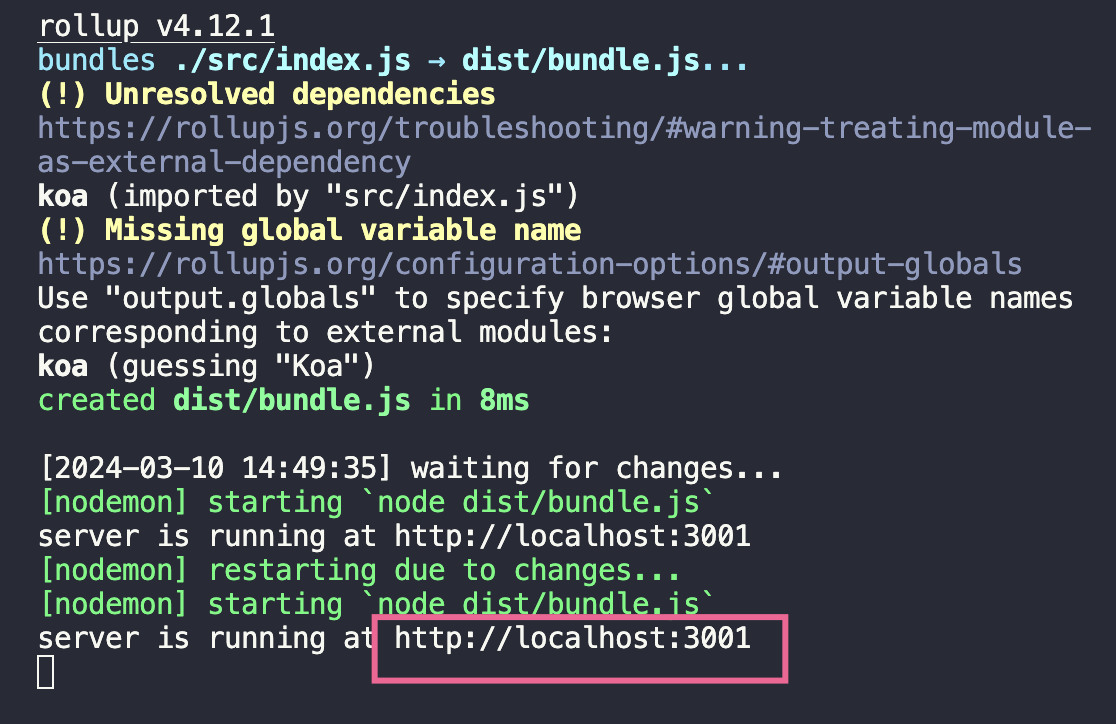 rollup v4.12.1
bundles ./src/index.js → dist/bundle.js...
(!) Unresolved dependencies
https://rollupjs.org/troubleshooting/#warning-treating-module-
as-external-dependency
koa (imported by "src/index.js")
(!) Missing global variable name
https://rollupjs.org/configuration-options/#output-globals
Use "output.globals" to specify browser global variable names
corresponding to external modules:
koa (guessing "Koa")
created dist/bundle.js in 8ms
[2024-03-10 14:49:35] waiting for changes...
[nodemon] starting `node dist/bundle.js`
server is running at http://localhost:3001
[nodemon] restarting due to changes...
[nodemon] starting `node dist/bundle.js`
server is running at http://localhost:3001